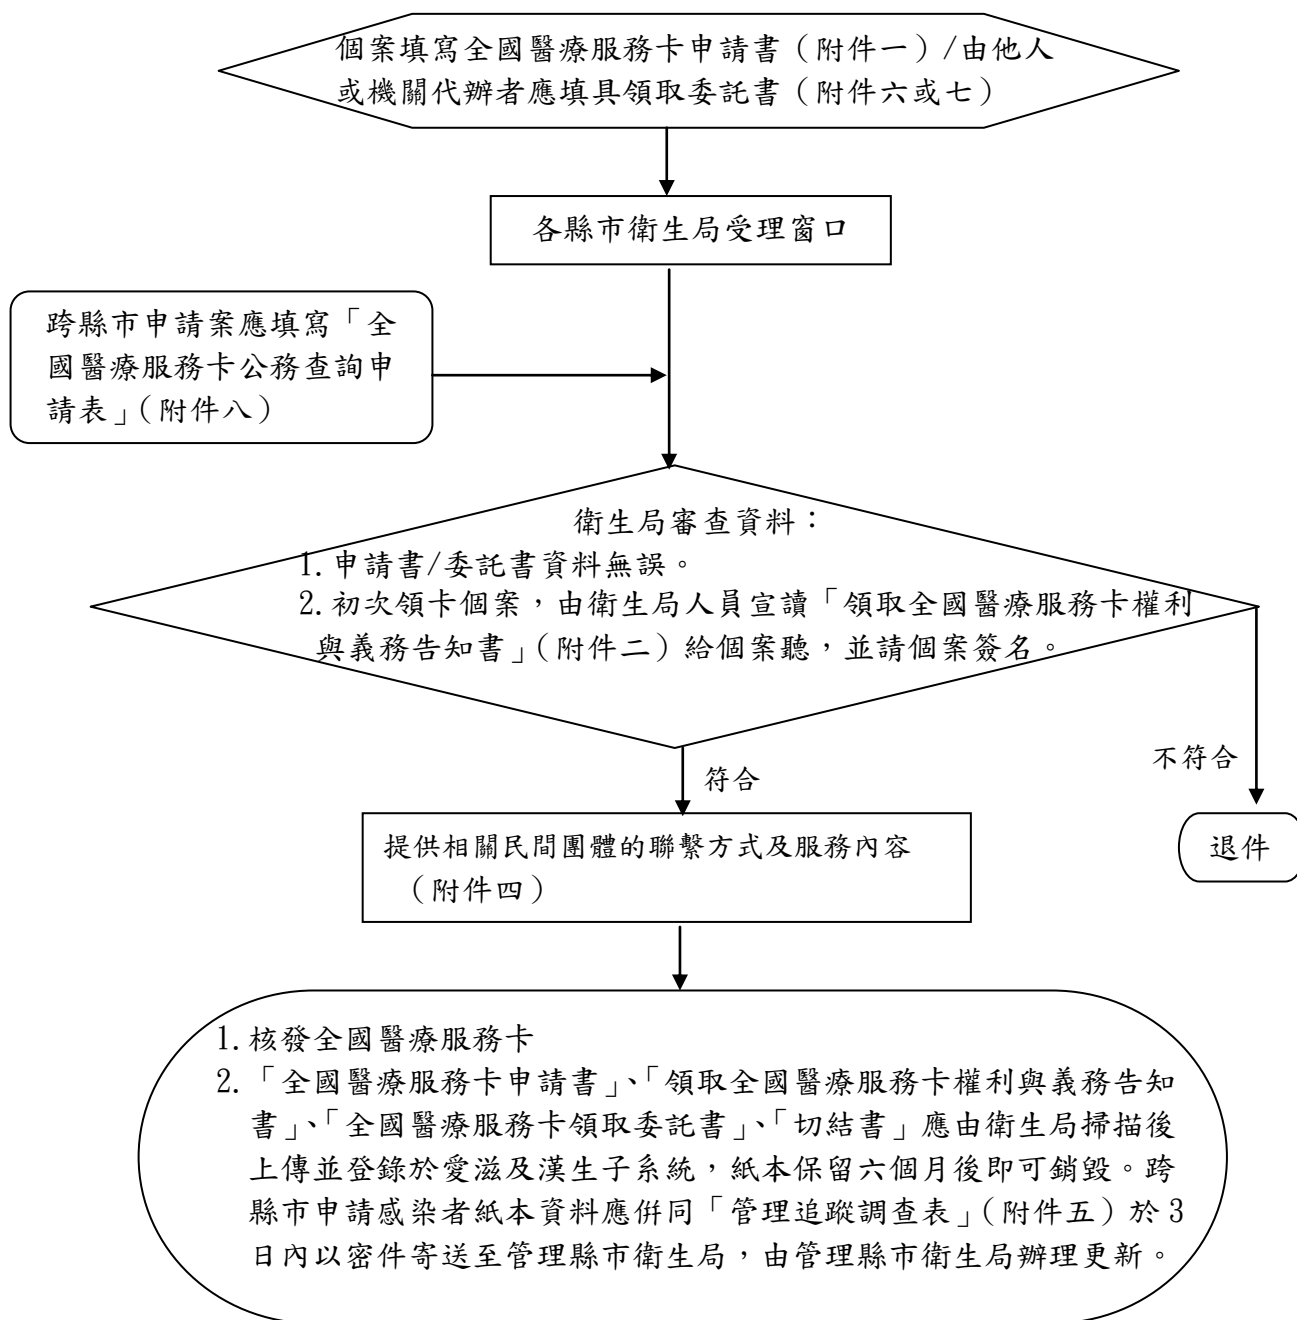 個案填寫全國醫療服務卡申請書（附件一）/由他人
或機關代辦者應填具領取委託書（附件六或七）
各縣市衛生局受理窗口
跨縣市申請案應填寫「全
國醫療服務卡公務查詢申
請表」（附件八）
衛生局審查資料：
1.申請書/委託書資料無誤。
2.初次領卡個案，由衛生局人員宣讀「領取全國醫療服務卡權利
與義務告知書」（附件二）給個案聽，並請個案簽名。
符合
不符合
提供相關民間團體的聯繫方式及服務內容
（附件四）
退件
1.核發全國醫療服務卡
2.「全國醫療服務卡申請書」、「領取全國醫療服務卡權利與義務告知
書」、「全國醫療服務卡領取委託書」、「切結書」應由衛生局掃描後
上傳並登錄於愛滋及漢生子系統，紙本保留六個月後即可銷毀。跨
縣市申請感染者紙本資料應併同「管理追蹤調查表」（附件五）於 3
日內以密件寄送至管理縣市衛生局，由管理縣市衛生局辦理更新。